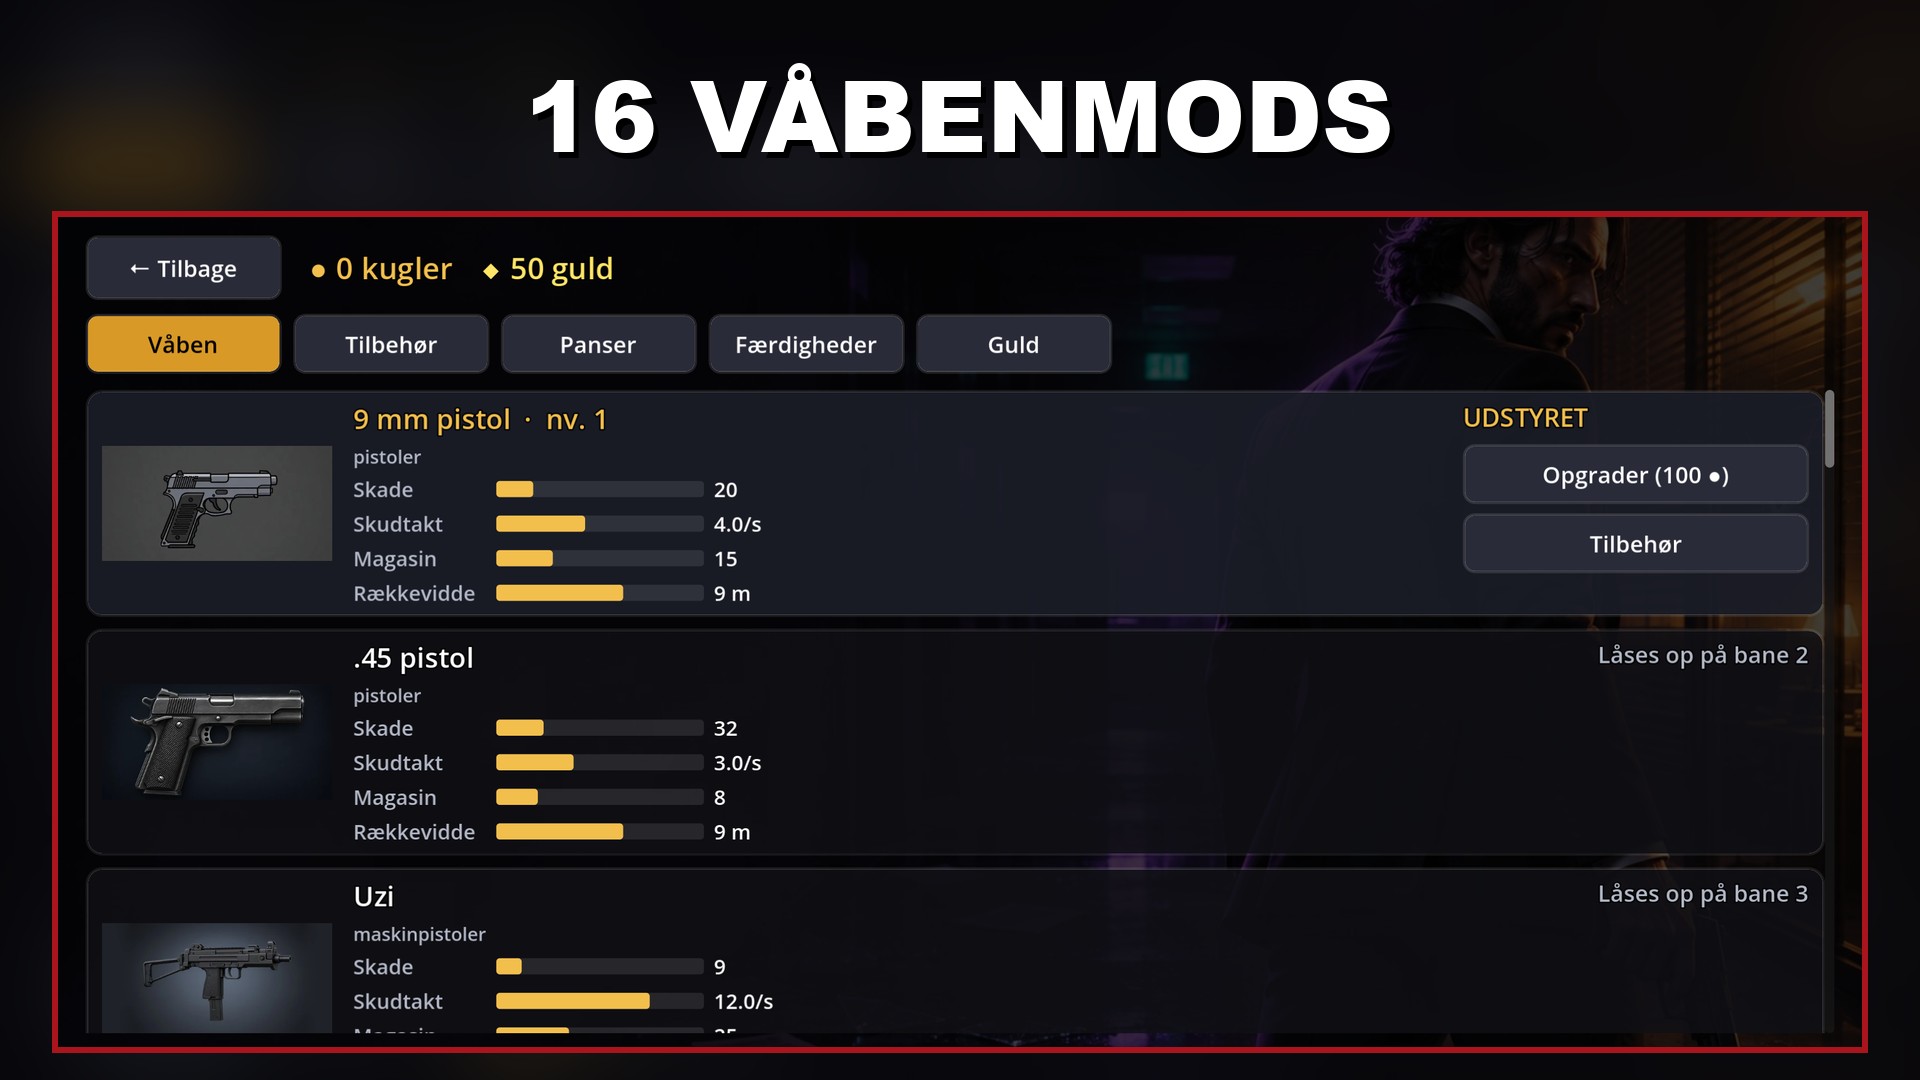 16 VÅBENMODS
← Tilbage
● 0 kugler
◆ 50 guld
Våben
Tilbehør
Panser
Færdigheder
Guld
9 mm pistol · nv. 1
pistoler
Skade 20
Skudtakt 4.0/s
Magasin 15
Rækkevidde 9 m
UDSTYRET
Opgrader (100 ●)
Tilbehør
.45 pistol
pistoler
Skade 32
Skudtakt 3.0/s
Magasin 8
Rækkevidde 9 m
Låses op på bane 2
Uzi
maskinpistoler
Skade 9
Skudtakt 12.0/s
Låses op på bane 3